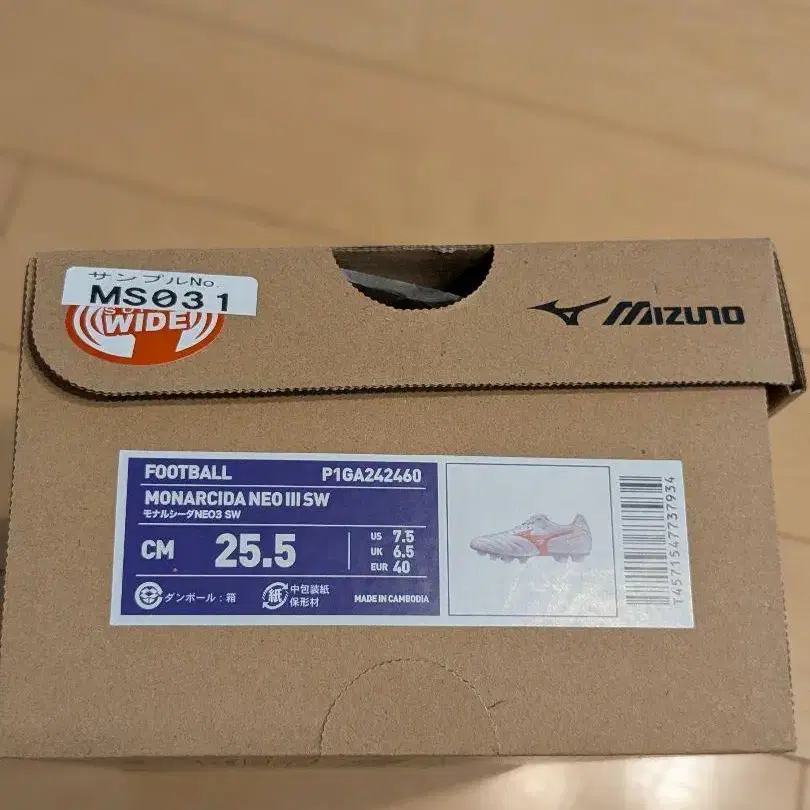 サンプルNo.
MS031
WIDE
MIZUNO
FOOTBALL P1GA242460
MONARCIDA NEO III SW
モナルシーダNEO3 SW
CM 25.5
US 7.5
UK 6.5
EUR 40
ダンボール：箱
紙 中包装紙
保形材
MADE IN CAMBODIA
T4571547737934